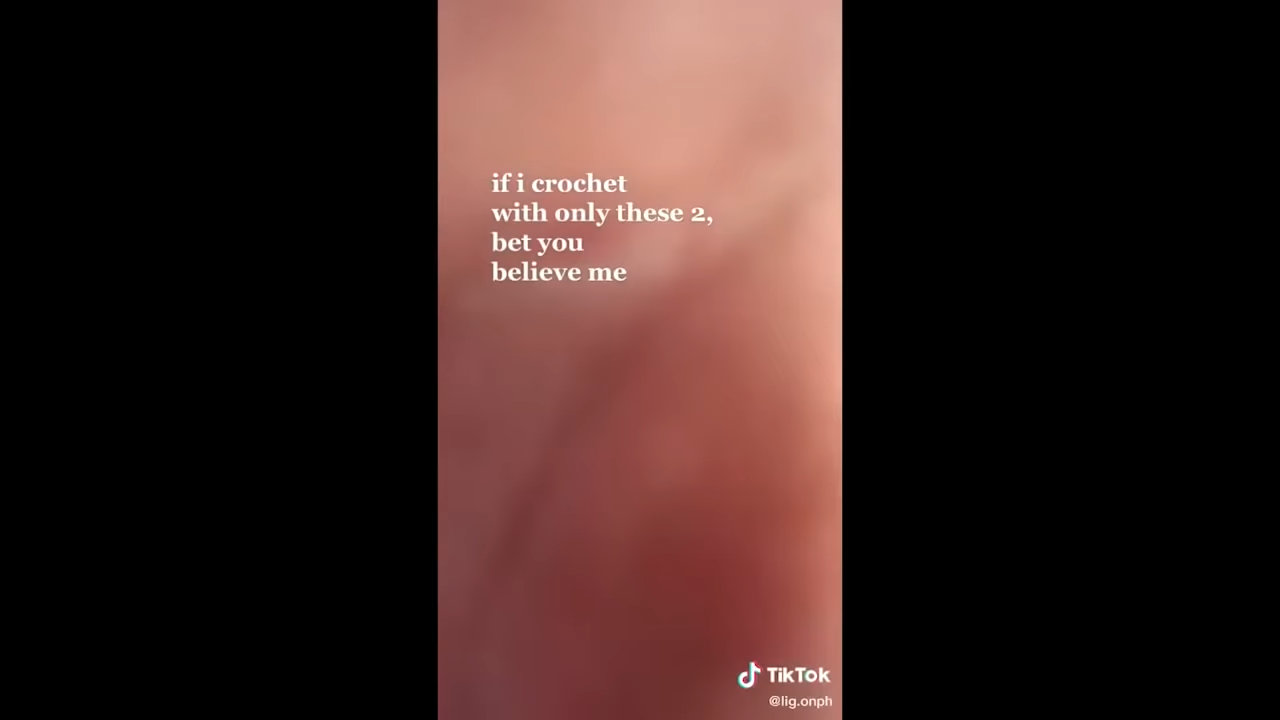 if i crochet
with only these 2,
bet you
believe me
TikTok
@lig.onph